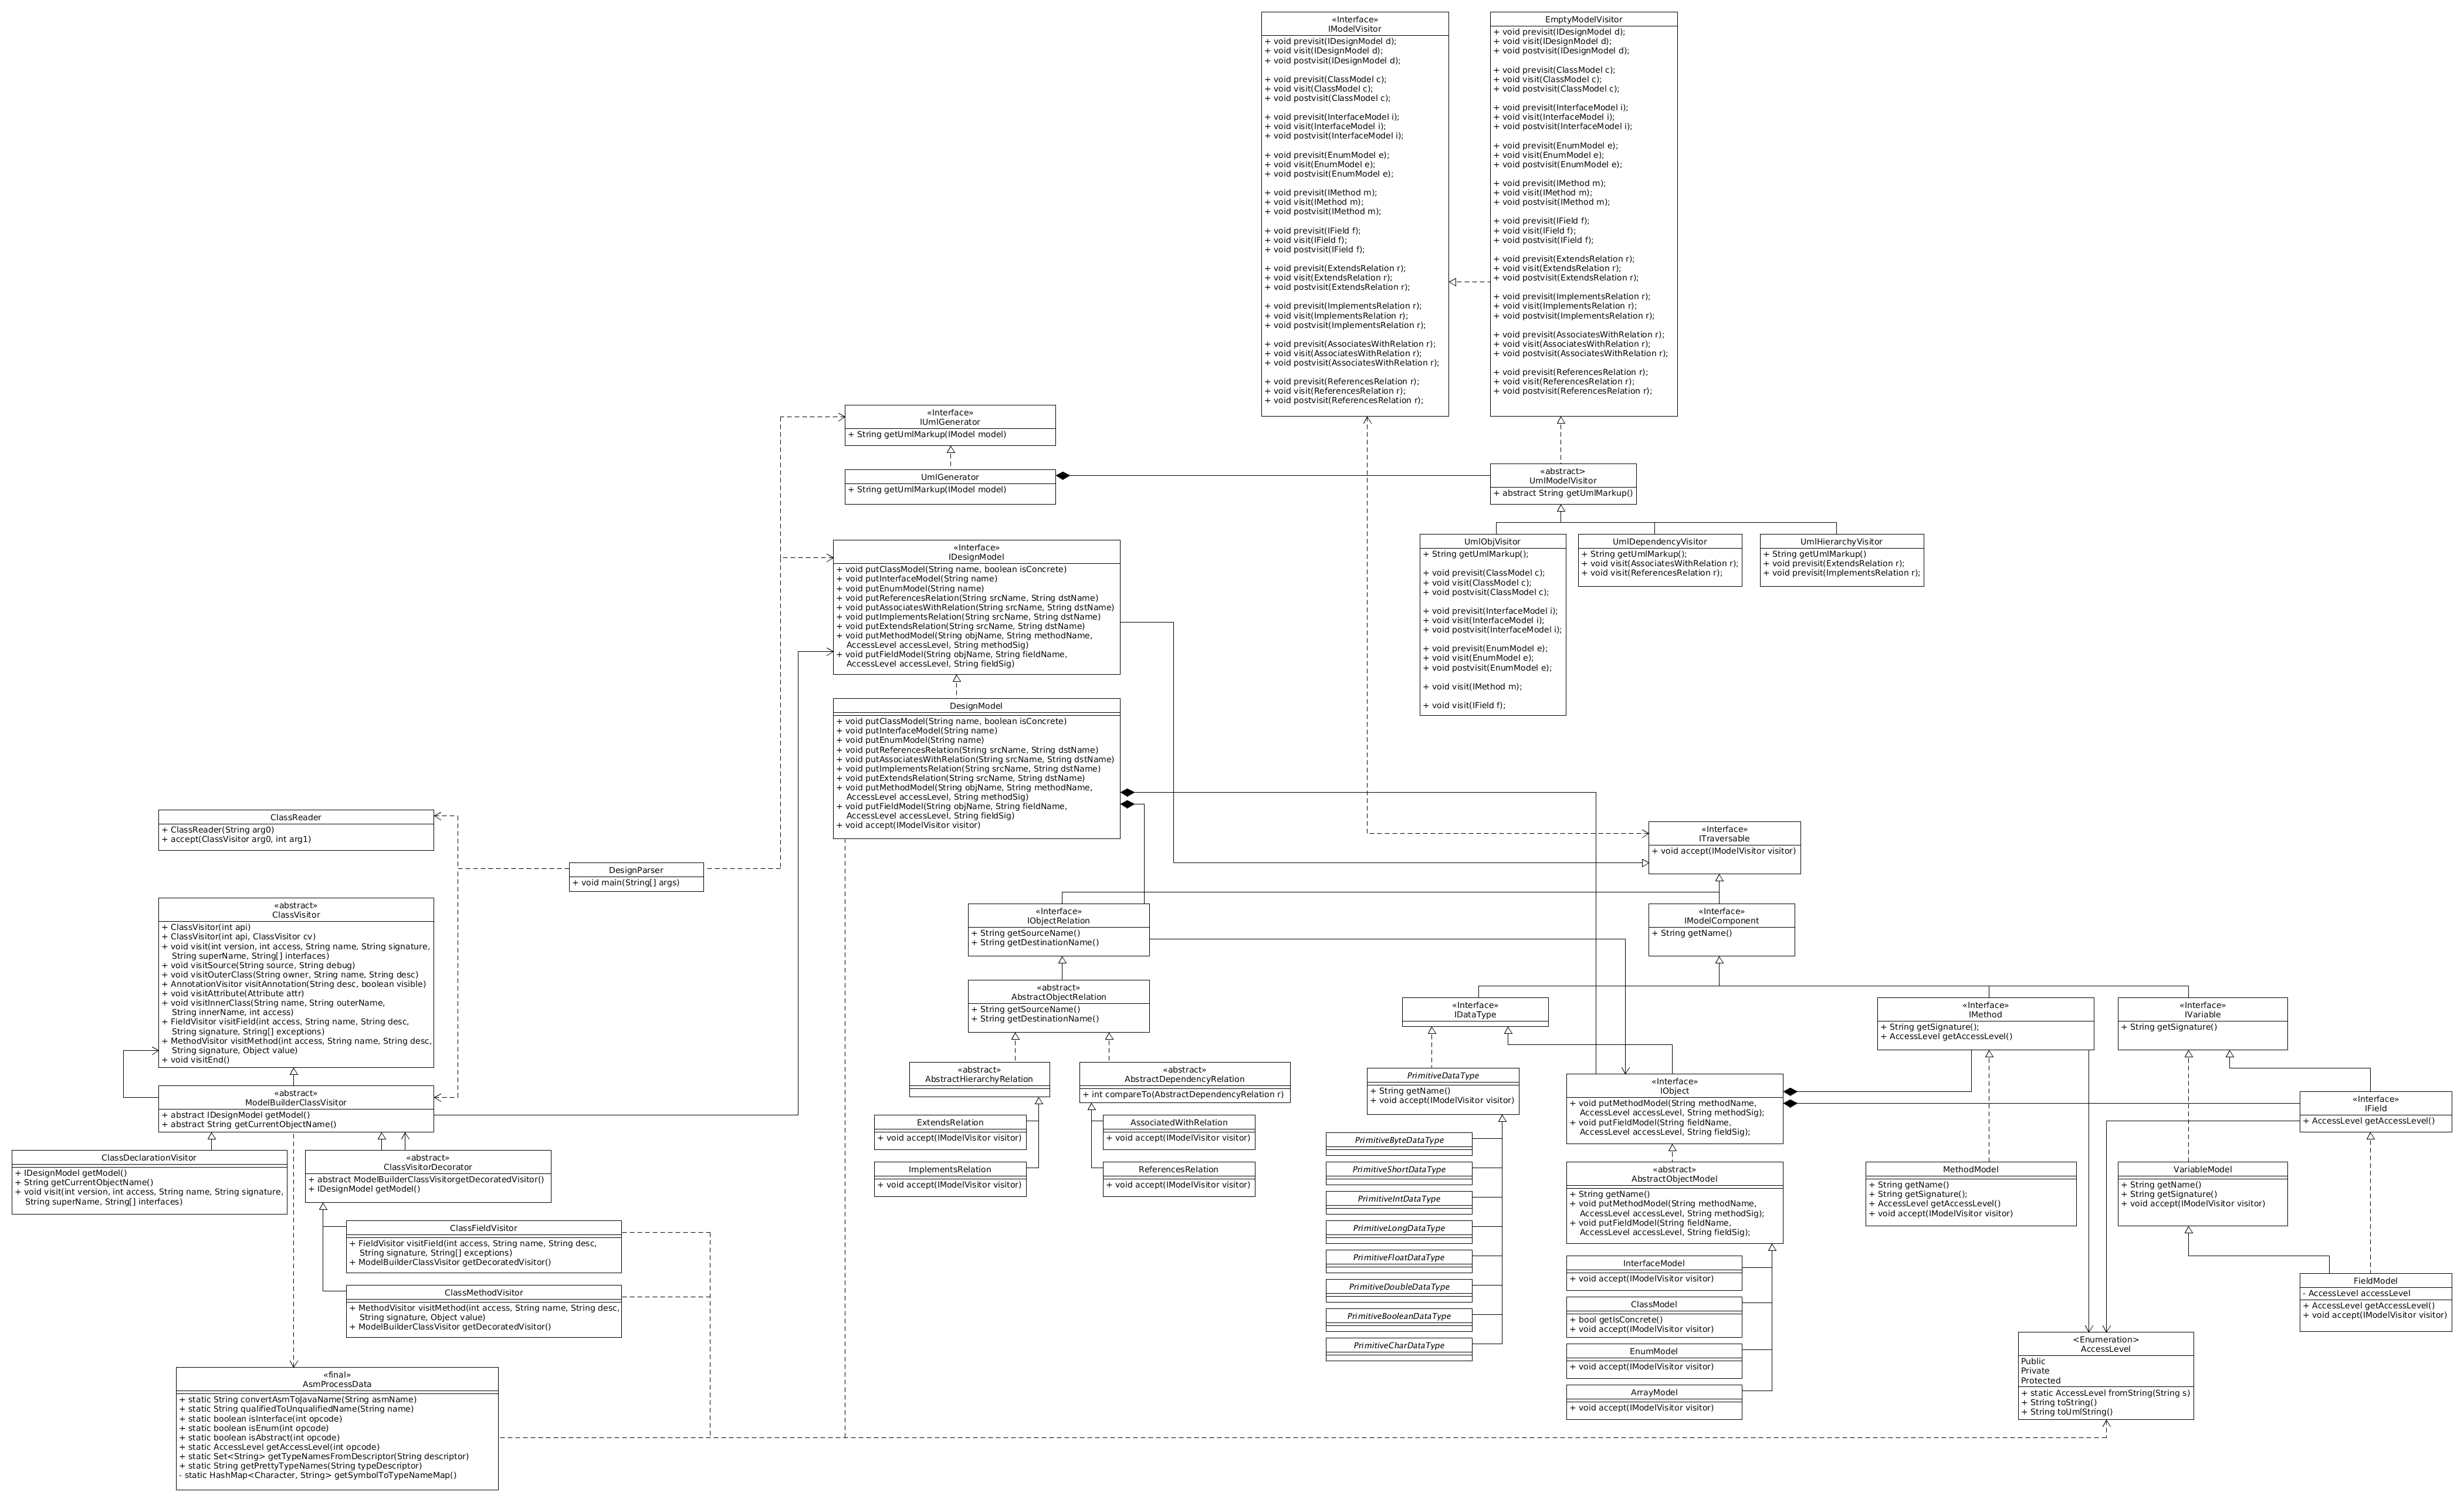 «Interface»
IModelVisitor
+ void previsit(IDesignModel d);
+ void visit(IDesignModel d);
+ void postvisit(IDesignModel d);
+ void previsit(ClassModel c);
+ void visit(ClassModel c);
+ void postvisit(ClassModel c);
+ void previsit(InterfaceModel i);
+ void visit(InterfaceModel i);
+ void postvisit(InterfaceModel i);
+ void previsit(EnumModel e);
+ void visit(EnumModel e);
+ void postvisit(EnumModel e);
+ void previsit(IMethod m);
+ void visit(IMethod m);
+ void postvisit(IMethod m);
+ void previsit(IField f);
+ void visit(IField f);
+ void postvisit(IField f);
+ void previsit(ExtendsRelation r);
+ void visit(ExtendsRelation r);
+ void postvisit(ExtendsRelation r);
+ void previsit(ImplementsRelation r);
+ void visit(ImplementsRelation r);
+ void postvisit(ImplementsRelation r);
+ void previsit(AssociatesWithRelation r);
+ void visit(AssociatesWithRelation r);
+ void postvisit(AssociatesWithRelation r);
+ void previsit(ReferencesRelation r);
+ void visit(ReferencesRelation r);
+ void postvisit(ReferencesRelation r);
EmptyModelVisitor
+ void previsit(IDesignModel d);
+ void visit(IDesignModel d);
+ void postvisit(IDesignModel d);
+ void previsit(ClassModel c);
+ void visit(ClassModel c);
+ void postvisit(ClassModel c);
+ void previsit(InterfaceModel i);
+ void visit(InterfaceModel i);
+ void postvisit(InterfaceModel i);
+ void previsit(EnumModel e);
+ void visit(EnumModel e);
+ void postvisit(EnumModel e);
+ void previsit(IMethod m);
+ void visit(IMethod m);
+ void postvisit(IMethod m);
+ void previsit(IField f);
+ void visit(IField f);
+ void postvisit(IField f);
+ void previsit(ExtendsRelation r);
+ void visit(ExtendsRelation r);
+ void postvisit(ExtendsRelation r);
+ void previsit(ImplementsRelation r);
+ void visit(ImplementsRelation r);
+ void postvisit(ImplementsRelation r);
+ void previsit(AssociatesWithRelation r);
+ void visit(AssociatesWithRelation r);
+ void postvisit(AssociatesWithRelation r);
+ void previsit(ReferencesRelation r);
+ void visit(ReferencesRelation r);
+ void postvisit(ReferencesRelation r);
«Interface»
IUmlGenerator
+ String getUmlMarkup(IModel model)
UmlGenerator
+ String getUmlMarkup(IModel model)
«abstract>
UmlModelVisitor
+ abstract String getUmlMarkup()
UmlObjVisitor
+ String getUmlMarkup();
+ void previsit(ClassModel c);
+ void visit(ClassModel c);
+ void postvisit(ClassModel c);
+ void previsit(InterfaceModel i);
+ void visit(InterfaceModel i);
+ void postvisit(InterfaceModel i);
+ void previsit(EnumModel e);
+ void visit(EnumModel e);
+ void postvisit(EnumModel e);
+ void visit(IMethod m);
+ void visit(IField f);
UmlDependencyVisitor
+ String getUmlMarkup;
+ void visit(AssociatesWithRelation r);
+ void visit(ReferencesRelation r);
UmlHierarchyVisitor
+ String getUmlMarkup()
+ void previsit(ExtendsRelation r);
+ void previsit(ImplementsRelation r);
«Interface»
IDesignModel
+ void putClassModel(String name, boolean isConcrete)
+ void putInterfaceModel(String name)
+ void putEnumModel(String name)
+ void putReferencesRelation(String srcName, String dstName)
+ void putAssociatesWithRelation(String srcName, String dstName)
+ void putImplementsRelation(String srcName, String dstName)
+ void putExtendsRelation(String srcName, String dstName)
+ void putMethodModel(String objName, String methodName,
AccessLevel accessLevel, String methodSig)
+ void putFieldModel(String objName, String fieldName,
AccessLevel accessLevel, String fieldSig)
DesignModel
+ void putClassModel(String name, boolean isConcrete)
+ void putInterfaceModel(String name)
+ void putEnumModel(String name)
+ void putReferencesRelation(String srcName, String dstName)
+ void putAssociatesWithRelation(String srcName, String dstName)
+ void putImplementsRelation(String srcName, String dstName)
+ void putExtendsRelation(String srcName, String dstName)
+ void putMethodModel(String objName, String methodName,
AccessLevel accessLevel, String methodSig)
+ void putFieldModel(String objName, String fieldName,
AccessLevel accessLevel, String fieldSig)
+ void accept(IModelVisitor visitor)
ClassReader
+ ClassReader(String arg0)
+ accept(ClassVisitor arg0, int arg1)
DesignParser
+ void main(String[] args)
«Interface»
ITraversable
+ void accept(IModelVisitor visitor)
«abstract»
ClassVisitor
+ ClassVisitor(int api)
+ ClassVisitor(int api, ClassVisitor cv)
+ void visit(int version, int access, String name, String signature,
String superName, String[] interfaces)
+ void visitSource(String source, String debug)
+ void visitOuterClass(String owner, String name, String desc)
+ AnnotationVisitor visitAnnotation(String desc, boolean visible)
+ void visitAttribute(Attribute attr)
+ void visitInnerClass(String name, String outerName,
String innerName, int access)
+ FieldVisitor visitField(int access, String name, String desc,
String signature, String[] exceptions)
+ MethodVisitor visitMethod(int access, String name, String desc,
String signature, Object value)
+ void visitEnd()
«abstract»
ModelBuilderClassVisitor
+ abstract IDesignModel getModel()
+ abstract String getCurrentObjectName()
ClassDeclarationVisitor
+ IDesignModel getModel()
+ String getCurrentObjectName()
+ void visit(int version, int access, String name, String signature,
String superName, String[] interfaces)
«abstract»
ClassVisitorDecorator
+ abstract ModelBuilderClassVisitorgetDecoratedVisitor()
+ IDesignModel getModel()
ClassFieldVisitor
+ FieldVisitor visitField(int access, String name, String desc,
String signature, String[] exceptions)
+ ModelBuilderClassVisitor getDecoratedVisitor()
ClassMethodVisitor
+ MethodVisitor visitMethod(int access, String name, String desc,
String signature, Object value)
+ ModelBuilderClassVisitor getDecoratedVisitor()
«final»
AsmProcessData
+ static String convertAsmToJavaName(String asmName)
+ static String qualifiedToUnqualifiedName(String name)
+ static boolean isInterface(int opcode)
+ static boolean isEnum(int opcode)
+ static boolean isAbstract(int opcode)
+ static AccessLevel getAccessLevel(int opcode)
+ static Set<String> getTypeNamesFromDescriptor(String descriptor)
+ static String getPrettyTypeNames(String typeDescriptor)
- static HashMap<Character, String> getSymbolToTypeNameMap()
«Interface»
IObjectRelation
+ String getSourceName()
+ String getDestinationName()
«abstract»
AbstractObjectRelation
+ String getSourceName()
+ String getDestinationName()
«abstract»
AbstractHierarchyRelation
«abstract»
AbstractDependencyRelation
+ int compareTo(AbstractDependencyRelation r)
ExtendsRelation
+ void accept(IModelVisitor visitor)
ImplementsRelation
+ void accept(IModelVisitor visitor)
AssociatedWithRelation
+ void accept(IModelVisitor visitor)
ReferencesRelation
+ void accept(IModelVisitor visitor)
«Interface»
IModelComponent
+ String getName()
«Interface»
IDataType
PrimitiveDataType
+ String getName()
+ void accept(IModelVisitor visitor)
PrimitiveByteDataType
PrimitiveShortDataType
PrimitiveIntDataType
PrimitiveLongDataType
PrimitiveFloatDataType
PrimitiveDoubleDataType
PrimitiveBooleanDataType
PrimitiveCharDataType
«Interface»
IObject
+ void putMethodModel(String methodName,
AccessLevel accessLevel, String methodSig);
+ void putFieldModel(String fieldName,
AccessLevel accessLevel, String fieldSig);
«abstract»
AbstractObjectModel
+ String getName()
+ void putMethodModel(String methodName,
AccessLevel accessLevel, String methodSig);
+ void putFieldModel(String fieldName,
AccessLevel accessLevel, String fieldSig);
InterfaceModel
+ void accept(IModelVisitor visitor)
ClassModel
+ bool getIsConcrete()
+ void accept(IModelVisitor visitor)
EnumModel
+ void accept(IModelVisitor visitor)
ArrayModel
+ void accept(IModelVisitor visitor)
«Interface»
IMethod
+ String getSignature();
+ AccessLevel getAccessLevel()
«Interface»
IVariable
+ String getSignature()
«Interface»
IField
+ AccessLevel getAccessLevel()
MethodModel
+ String getName()
+ String getSignature();
+ AccessLevel getAccessLevel()
+ void accept(IModelVisitor visitor)
VariableModel
+ String getName()
+ String getSignature()
+ void accept(IModelVisitor visitor)
FieldModel
- AccessLevel accessLevel
+ AccessLevel getAccessLevel()
+ void accept(IModelVisitor visitor)
<Enumeration>
AccessLevel
Public
Private
Protected
+ static AccessLevel fromString(String s)
+ String toString()
+ String toUmlString()